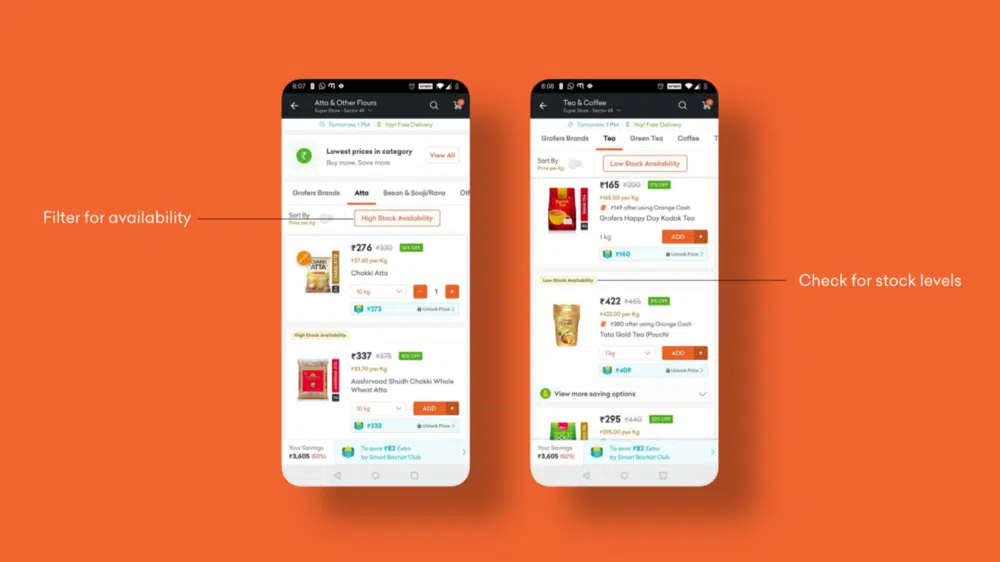 Filter for availability
8:07
Atta & Other Flours
Super Store - Sector 48
Tomorrow, 1 PM
Yay! Free Delivery
Lowest prices in category
Buy more, Save more
View All
Grofers Brands
Atta
Besan & Sooji/Rava
Oth
Sort By
Price per Kg
High Stock Availability
₹276 ₹330 16% OFF
₹27.60 per Kg
Chakki Atta
10 kg
- 1 +
₹273
Unlock Price
High Stock Availability
₹337 ₹375 10% OFF
₹33.70 per Kg
Aashirvaad Shudh Chakki Whole
Wheat Atta
10 kg
ADD +
₹333
Unlock Price
Your Savings
₹3,605 (50%)
To save ₹82 Extra
try Smart Bachat Club
8:08
Tea & Coffee
Super Store - Sector 48
Tomorrow, 1 PM
Yay! Free Delivery
Grofers Brands
Tea
Green Tea
Coffee
T
Sort By
Price per Kg
Low Stock Availability
₹165 ₹200 17% OFF
₹165.00 per Kg
₹149 after using Orange Cash
Grofers Happy Day Kadak Tea
1 kg
ADD +
₹160
Unlock Price
Low Stock Availability
₹422 ₹465 9% OFF
₹422.00 per Kg
₹380 after using Orange Cash
Tata Gold Tea (Pouch)
1 kg
ADD +
₹409
Unlock Price
View more saving options
₹295 ₹440
₹295.00 per Kg
Your Savings
₹3,605 (50%)
To save ₹82 Extra
try Smart Bachat Club
Check for stock levels